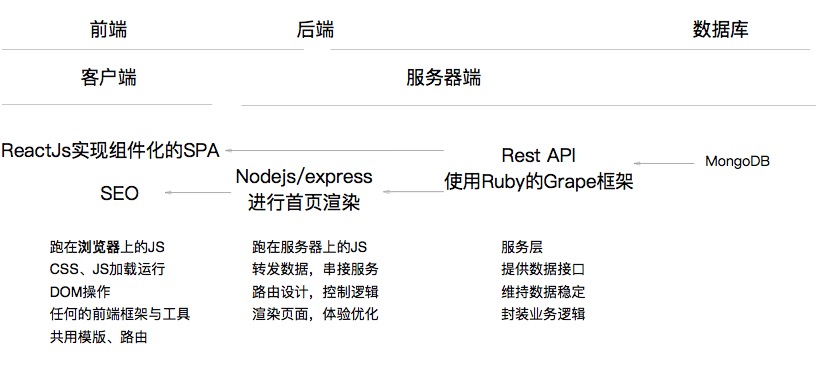 前端
后端
数据库
客户端
服务器端
ReactJs实现组件化的SPA
SEO
Nodejs/express
进行首页渲染
Rest API
使用Ruby的Grape框架
MongoDB
跑在浏览器上的JS
CSS、JS加载运行
DOM操作
任何的前端框架与工具
共用模版、路由
跑在服务器上的JS
转发数据，串接服务
路由设计，控制逻辑
渲染页面，体验优化
服务层
提供数据接口
维持数据稳定
封装业务逻辑